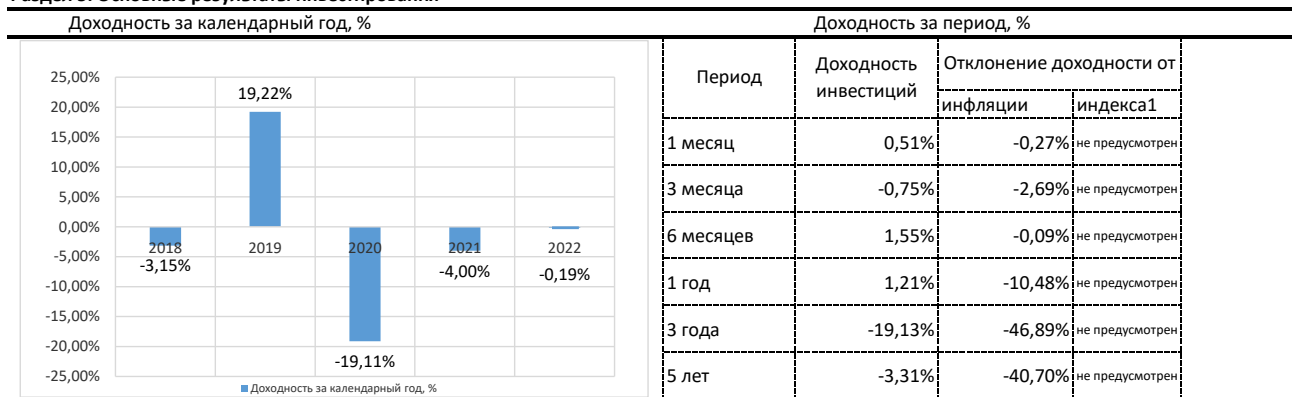 Доходность за календарный год, %
Доходность за период, %
25,00%
20,00%
15,00%
10,00%
5,00%
0,00%
-5,00%
-10,00%
-15,00%
-20,00%
-25,00%
19,22%
2018 2019 2020 2021 2022
-3,15% -4,00% -0,19%
-19,11%
Доходность за календарный год, %
Период Доходность инвестиций Отклонение доходности от
инфляции индекса1
1 месяц 0,51% -0,27% не предусмотрен
3 месяца -0,75% -2,69% не предусмотрен
6 месяцев 1,55% -0,09% не предусмотрен
1 год 1,21% -10,48% не предусмотрен
3 года -19,13% -46,89% не предусмотрен
5 лет -3,31% -40,70% не предусмотрен